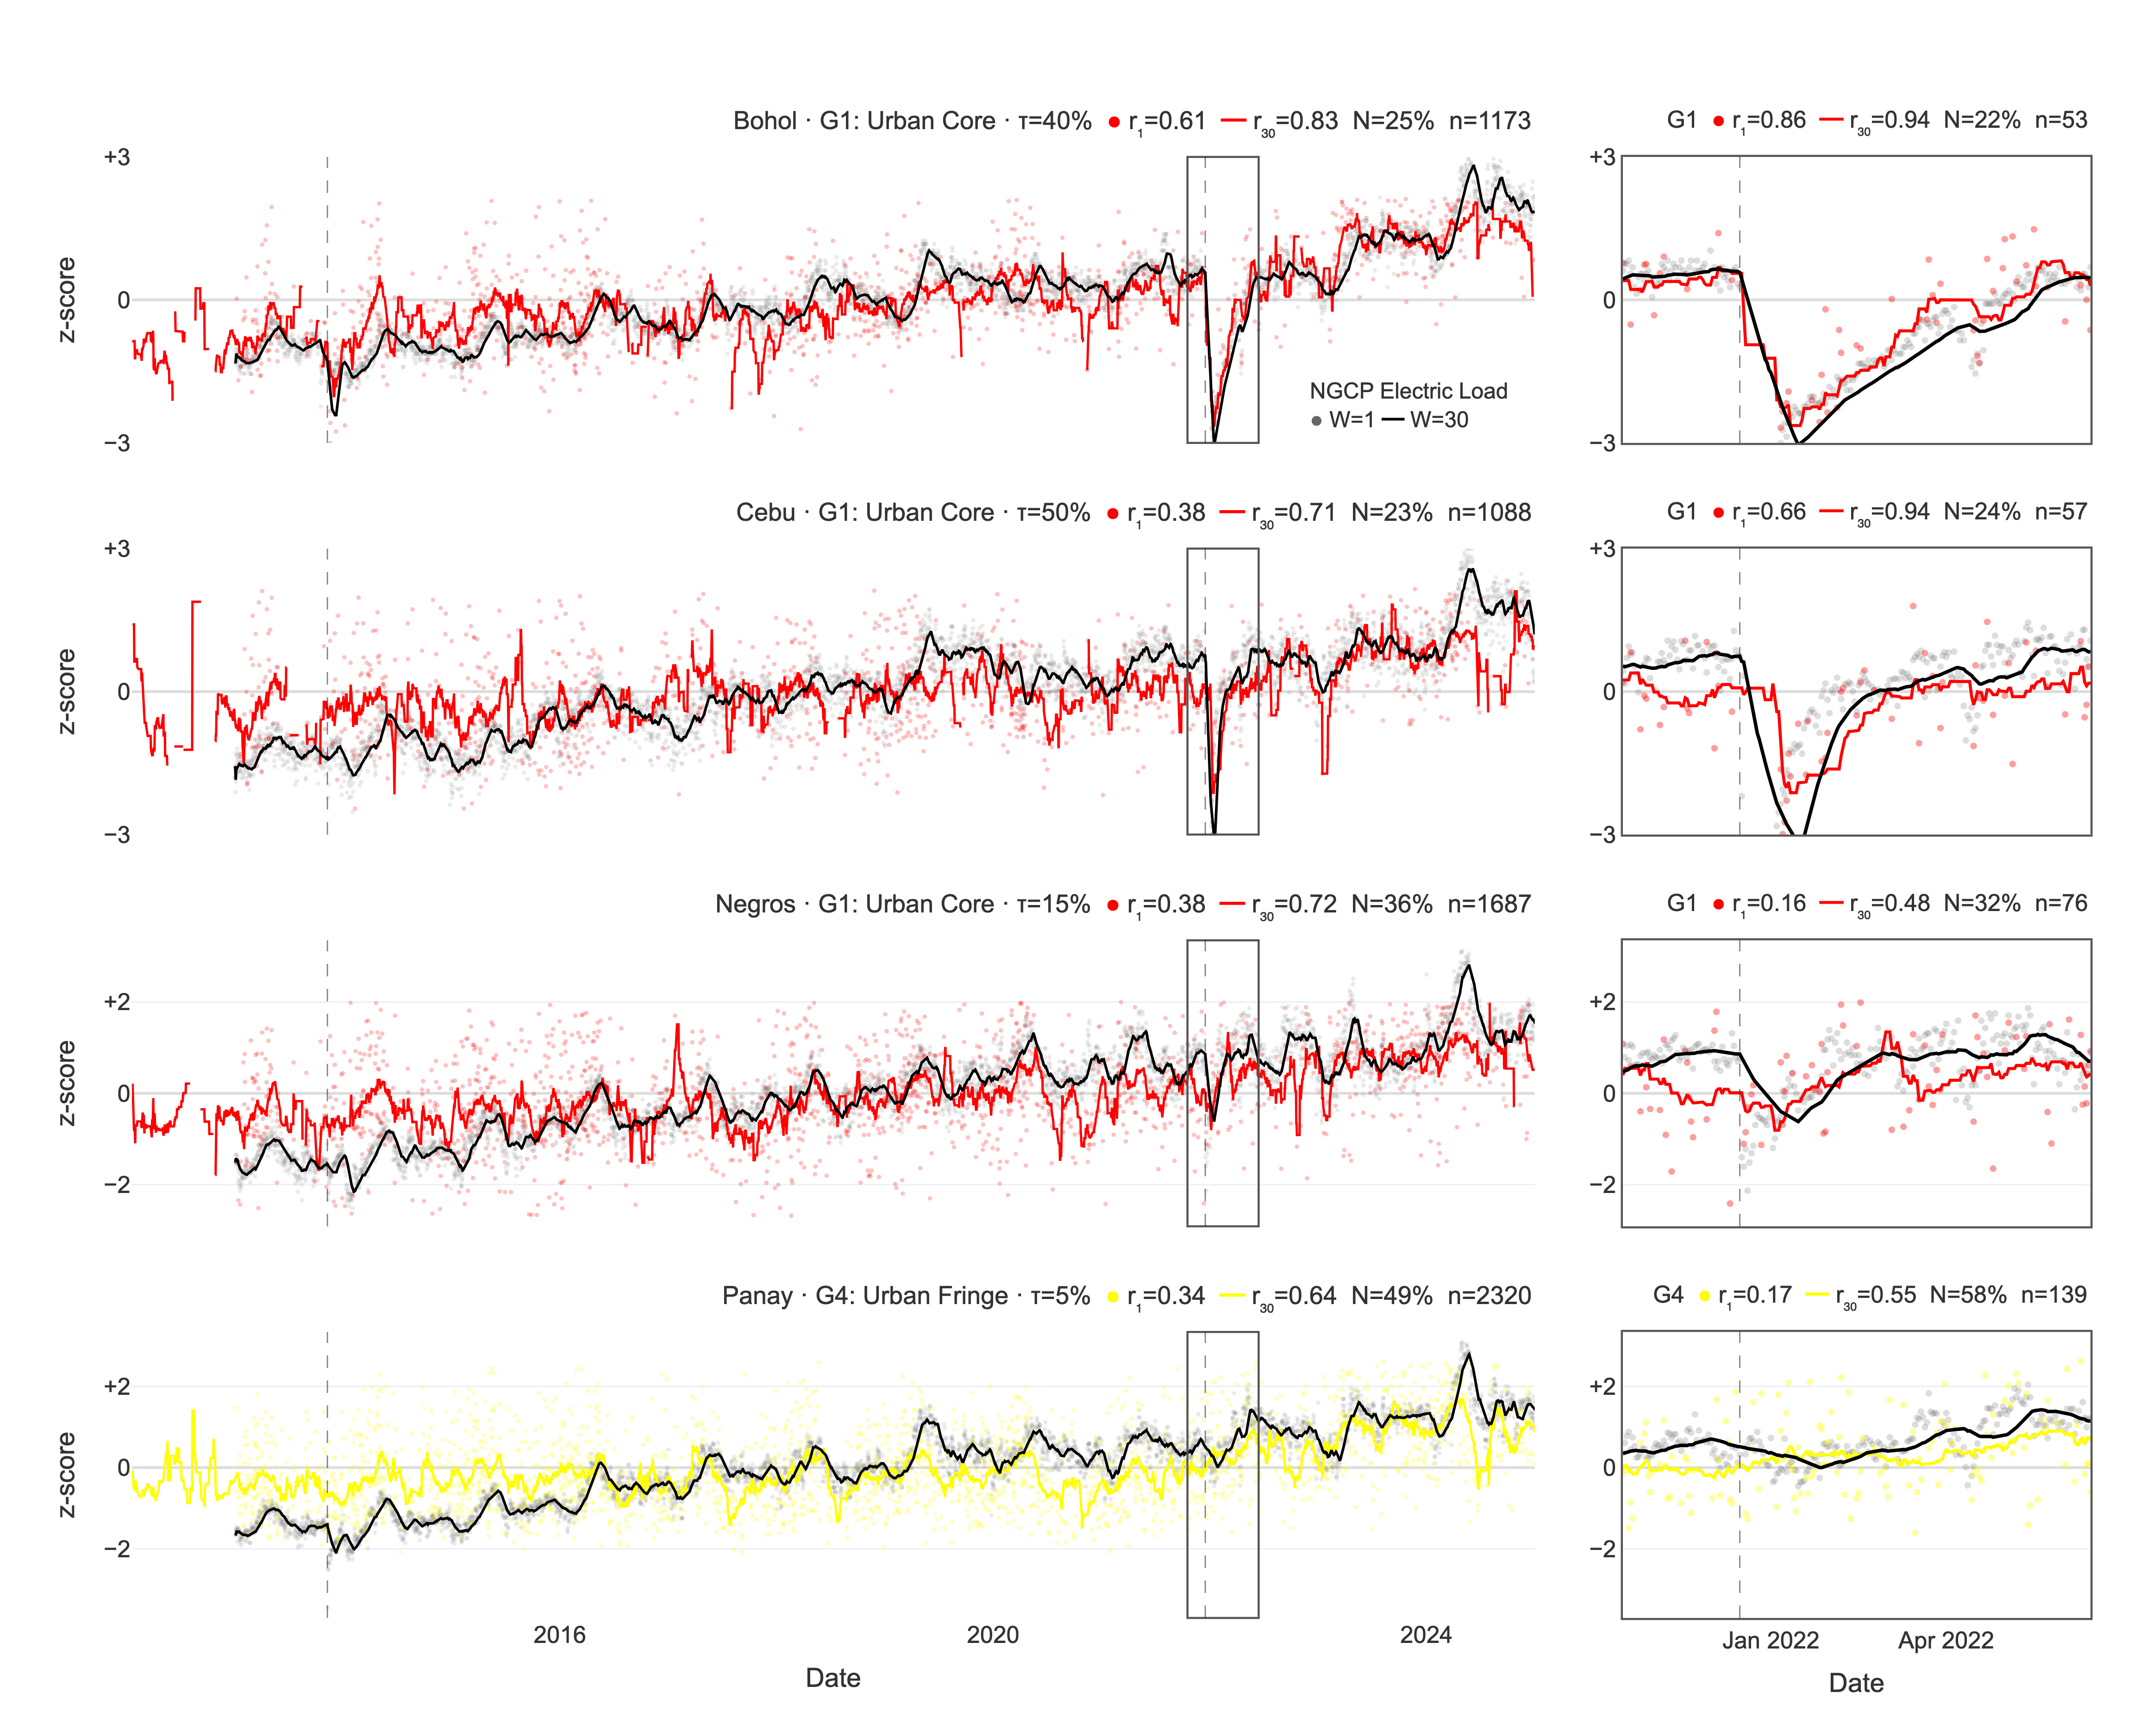 Bohol · G1: Urban Core · τ=40% r1=0.61 r30=0.83 N=25% n=1173
G1 r1=0.86 r30=0.94 N=22% n=53
+3
0
−3
z-score
NGCP Electric Load
W=1 W=30
+3
0
−3
Cebu · G1: Urban Core · τ=50% r1=0.38 r30=0.71 N=23% n=1088
G1 r1=0.66 r30=0.94 N=24% n=57
+3
0
−3
z-score
+3
0
−3
Negros · G1: Urban Core · τ=15% r1=0.38 r30=0.72 N=36% n=1687
G1 r1=0.16 r30=0.48 N=32% n=76
+2
0
−2
z-score
+2
0
−2
Panay · G4: Urban Fringe · τ=5% r1=0.34 r30=0.64 N=49% n=2320
G4 r1=0.17 r30=0.55 N=58% n=139
+2
0
−2
z-score
+2
0
−2
2016 2020 2024
Date
Jan 2022 Apr 2022
Date